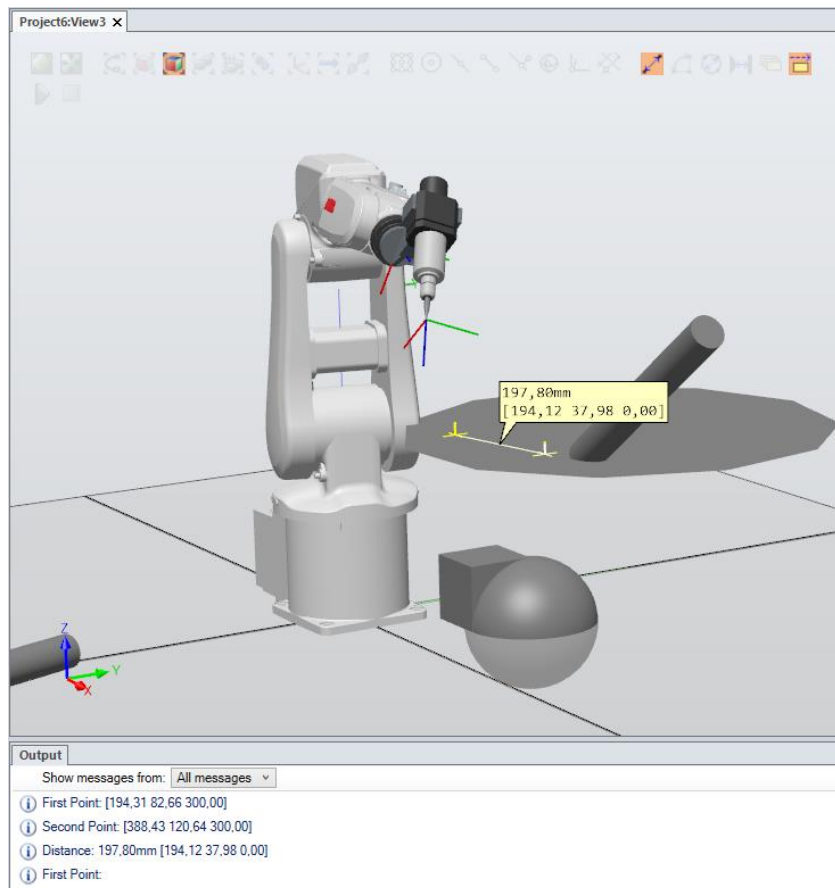 Project6:View3
197,80mm
[194,12 37,98 0,00]
Z
Y
X
Output
Show messages from: All messages
First Point: [194,31 82,66 300,00]
Second Point: [388,43 120,64 300,00]
Distance: 197,80mm [194,12 37,98 0,00]
First Point: